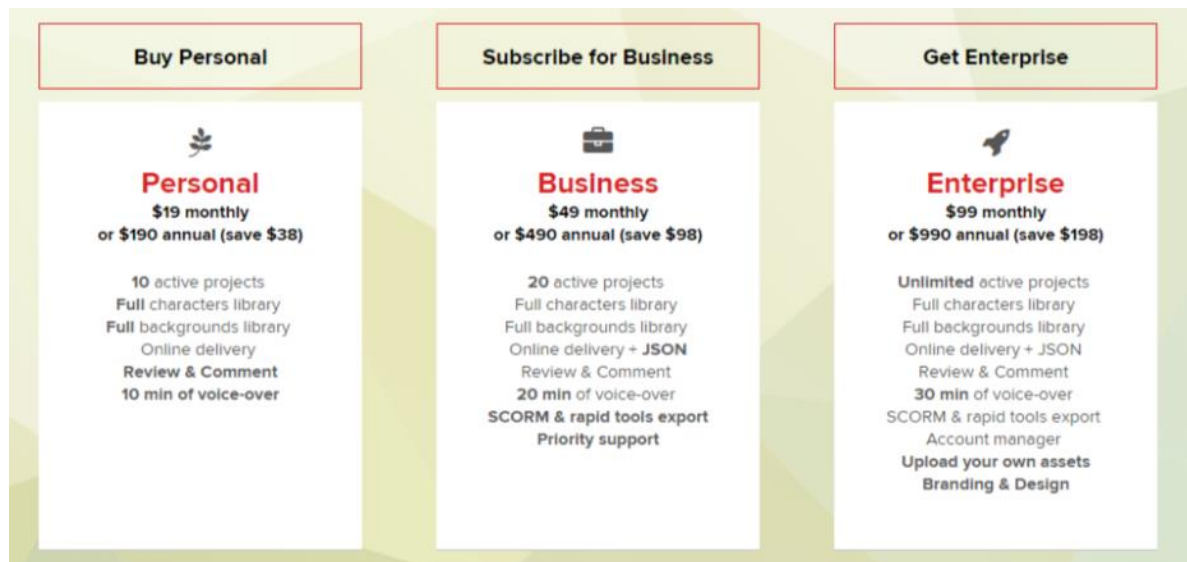 Buy Personal
Personal
$19 monthly
or $190 annual (save $38)
10 active projects
Full characters library
Full backgrounds library
Online delivery
Review & Comment
10 min of voice-over
Subscribe for Business
Business
$49 monthly
or $490 annual (save $98)
20 active projects
Full characters library
Full backgrounds library
Online delivery + JSON
Review & Comment
20 min of voice-over
SCORM & rapid tools export
Priority support
Get Enterprise
Enterprise
$99 monthly
or $990 annual (save $198)
Unlimited active projects
Full characters library
Full backgrounds library
Online delivery + JSON
Review & Comment
30 min of voice-over
SCORM & rapid tools export
Account manager
Upload your own assets
Branding & Design